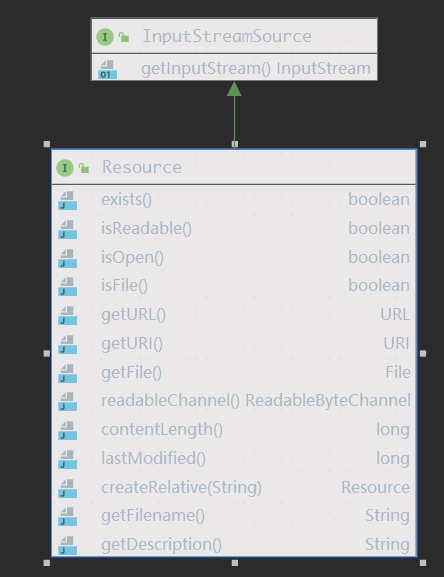 I InputStreamSource
01 getInputStream() InputStream
I Resource
J exists() boolean
J isReadable() boolean
J isOpen() boolean
J isFile() boolean
J getURL() URL
J getURI() URI
J getFile() File
J readableChannel() ReadableByteChannel
J contentLength() long
J lastModified() long
J createRelative(String) Resource
J getFilename() String
J getDescription() String